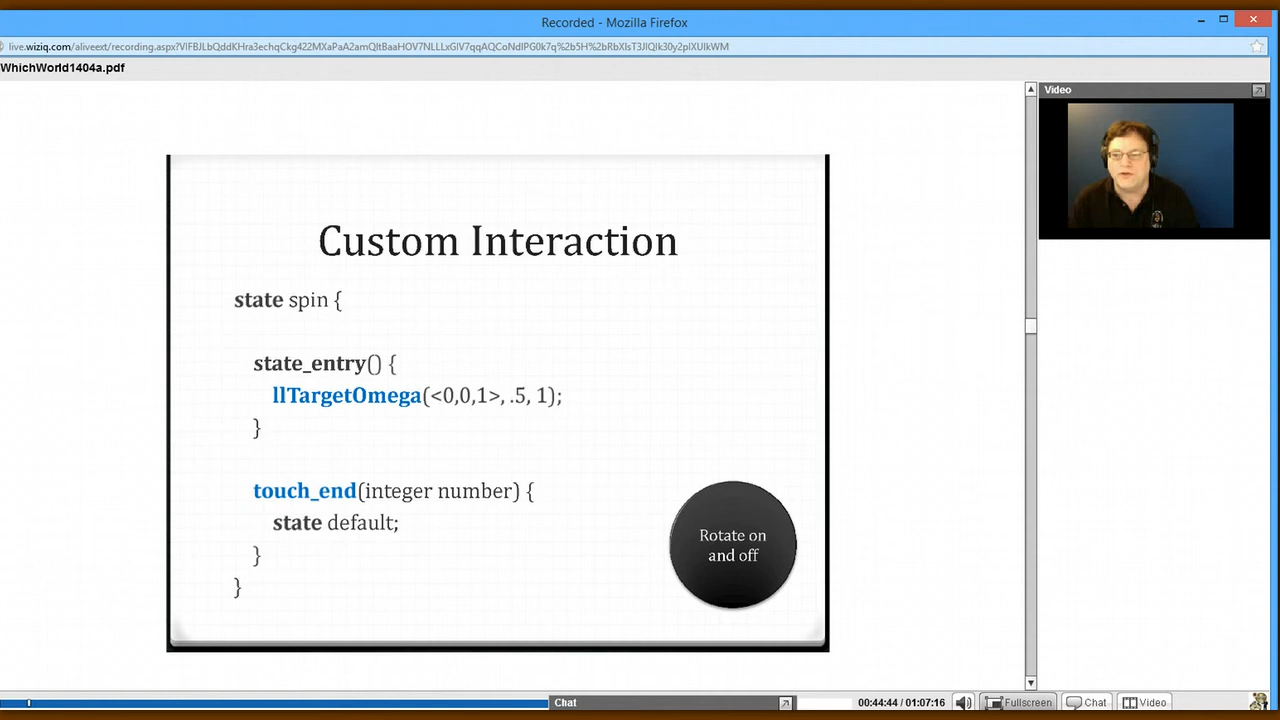 Recorded - Mozilla Firefox
WhichWorld1404a.pdf
Video
Custom Interaction
state spin {
state_entry() {
llTargetOmega(<0,0,1>, .5, 1);
}
touch_end(integer number) {
state default;
}
}
Rotate on
and off
Chat
00:44:44 / 01:07:16
Fullscreen
Chat
Video